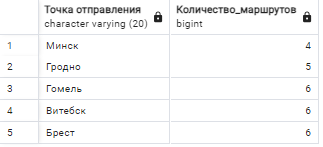 Точка отправления Количество_маршрутов
character varying (20) bigint
1 Минск 4
2 Гродно 5
3 Гомель 6
4 Витебск 6
5 Брест 6